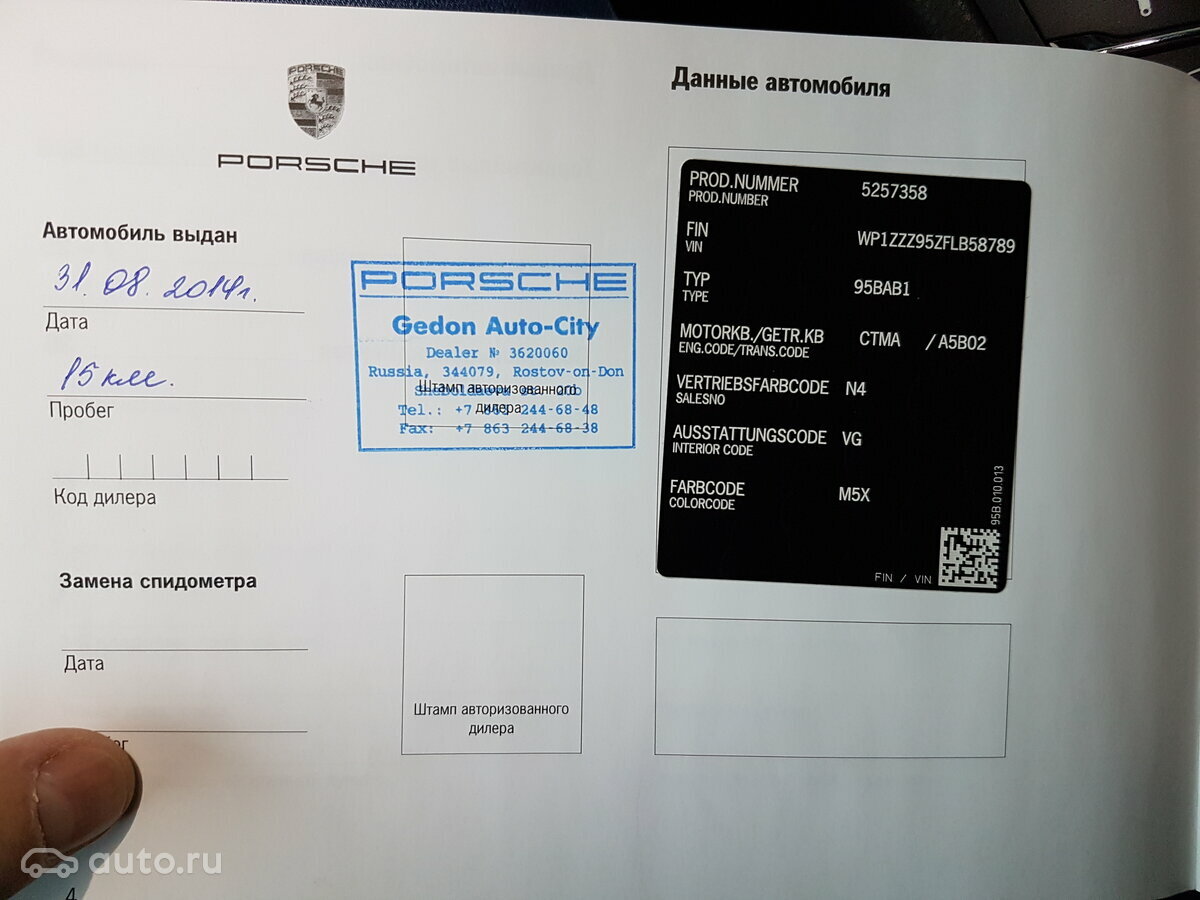 PORSCHE
PORSCHE
Автомобиль выдан
31.08.2014г.
Дата
15 км.
Пробег
Код дилера
PORSCHE
Gedon Auto-City
Dealer № 3620060
Russia, 344079, Rostov-on-Don
Штамп авторизованного
дилера
Tel.: +7 863 244-68-48
Fax: +7 863 244-68-38
Замена спидометра
Дата
Штамп авторизованного
дилера
Данные автомобиля
PROD.NUMMER 5257358
PROD.NUMBER
FIN WP1ZZZ95ZFLB58789
VIN
TYP 95BAB1
TYPE
MOTORKB./GETR.KB CTMA /A5B02
ENG.CODE/TRANS.CODE
VERTRIEBSFARBCODE N4
SALESNO
AUSSTATTUNGSCODE VG
INTERIOR CODE
FARBCODE M5X
COLORCODE
95B.010.013
FIN / VIN
auto.ru
4